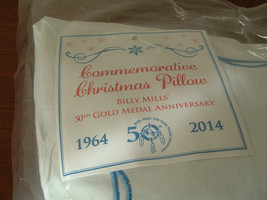 Commemorative
Christmas Pillow
BILLY MILLS'
50TH GOLD MEDAL ANNIVERSARY
1964 50 2014